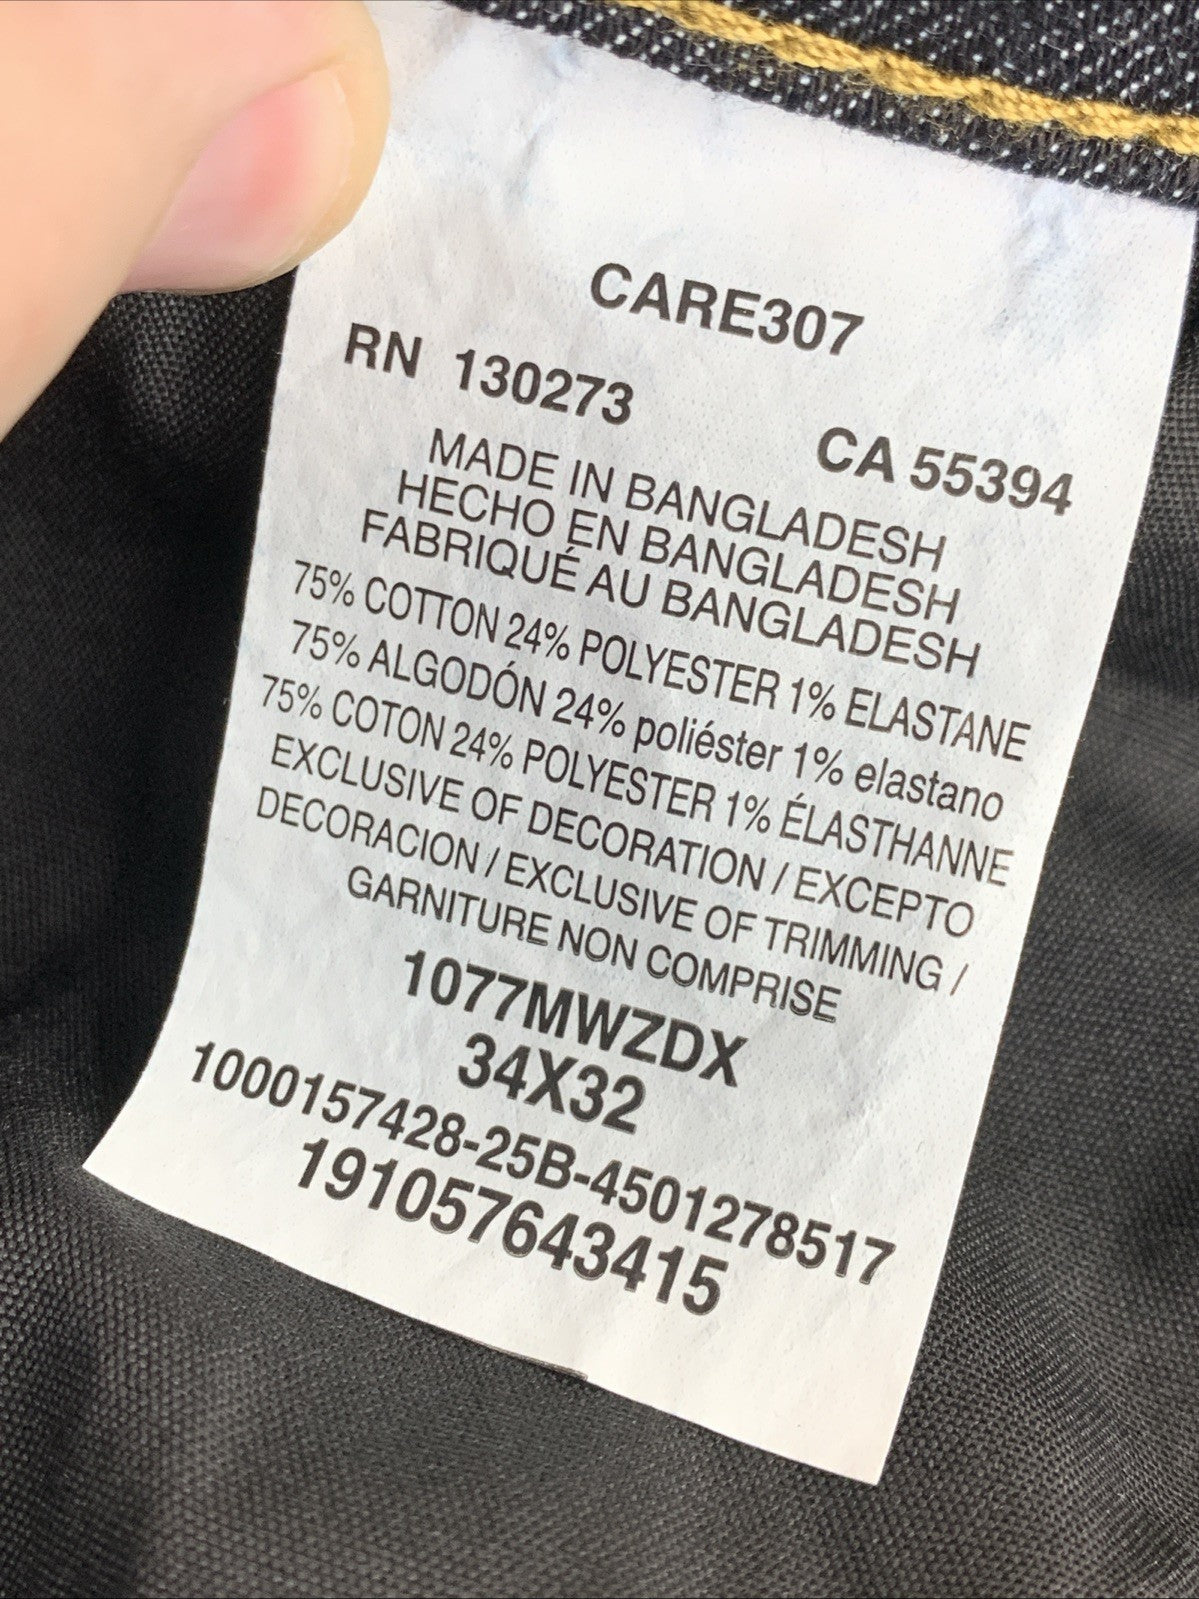 CARE307
RN 130273
CA 55394
MADE IN BANGLADESH
HECHO EN BANGLADESH
FABRIQUÉ AU BANGLADESH
75% COTTON 24% POLYESTER 1% ELASTANE
75% ALGODÓN 24% poliéster 1% elastano
75% COTON 24% POLYESTER 1% ÉLASTHANNE
EXCLUSIVE OF DECORATION / EXCEPTO
DECORACION / EXCLUSIVE OF TRIMMING /
GARNITURE NON COMPRISE
1077MWZDX
34X32
1000157428-25B-4501278517
191057643415